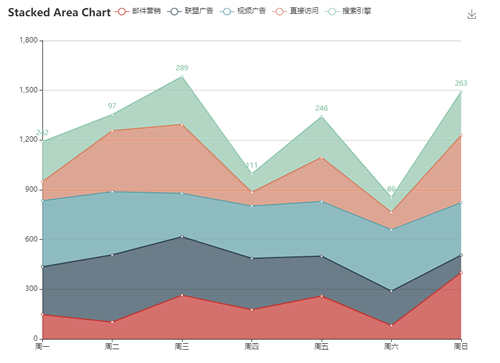 Stacked Area Chart
邮件营销 联盟广告 视频广告 直接访问 搜索引擎
1,800
1,500
1,200
900
600
300
0
242 97 289 111 246 89 263
周一 周二 周三 周四 周五 周六 周日